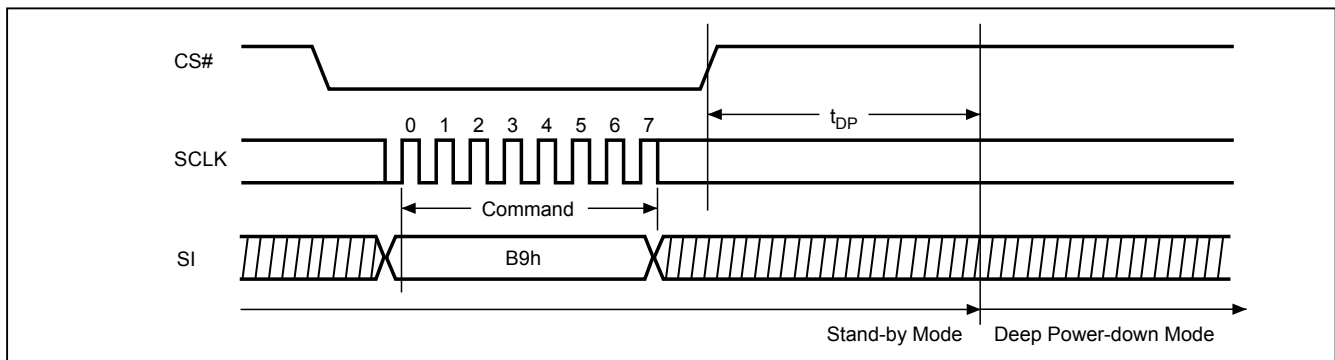 CS#
t_DP
0 1 2 3 4 5 6 7
SCLK
Command
SI
B9h
Stand-by Mode Deep Power-down Mode